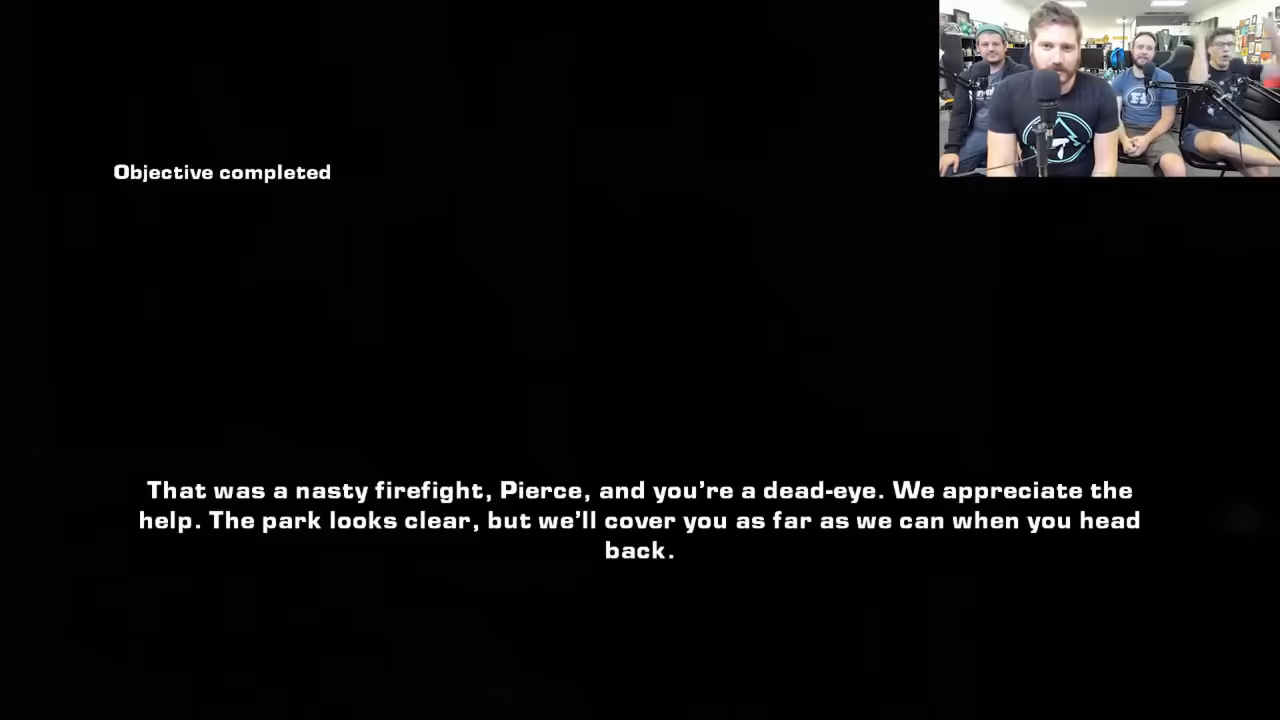 Objective completed
That was a nasty firefight, Pierce, and you're a dead-eye. We appreciate the
help. The park looks clear, but we'll cover you as far as we can when you head
back.